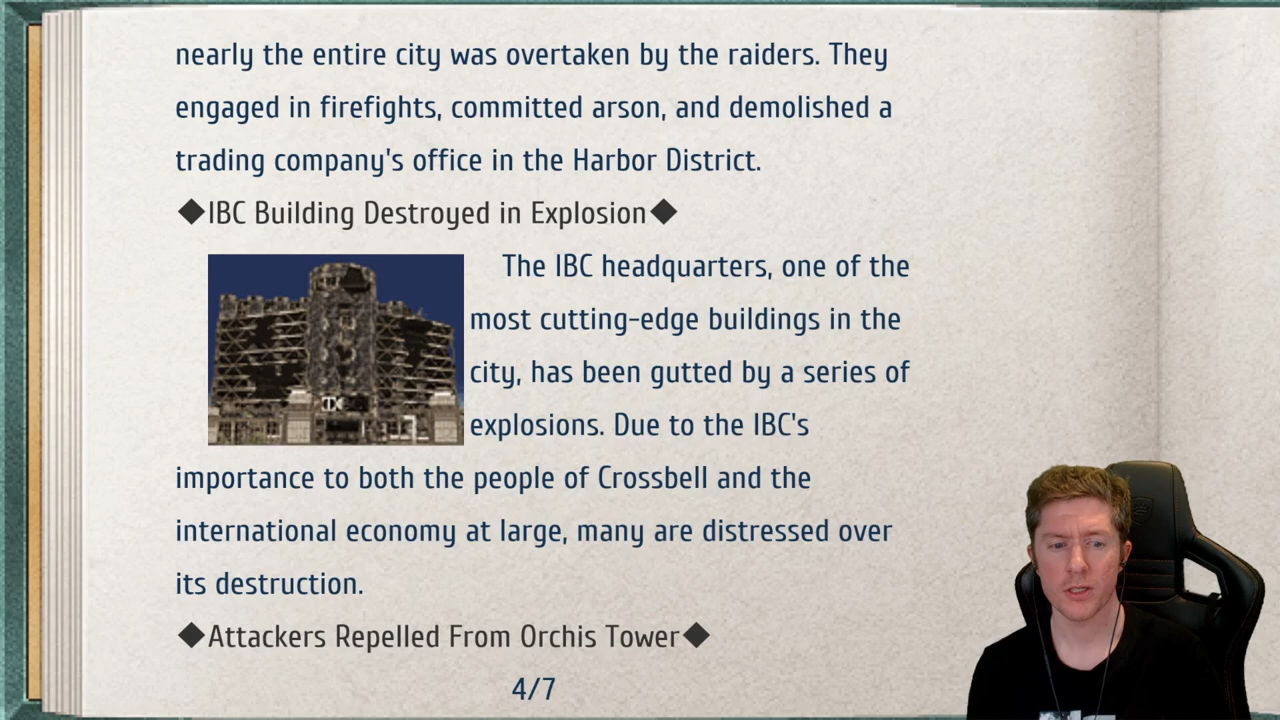 nearly the entire city was overtaken by the raiders. They
engaged in firefights, committed arson, and demolished a
trading company's office in the Harbor District.
◆IBC Building Destroyed in Explosion◆
The IBC headquarters, one of the
most cutting-edge buildings in the
city, has been gutted by a series of
explosions. Due to the IBC's
importance to both the people of Crossbell and the
international economy at large, many are distressed over
its destruction.
◆Attackers Repelled From Orchis Tower◆
4/7